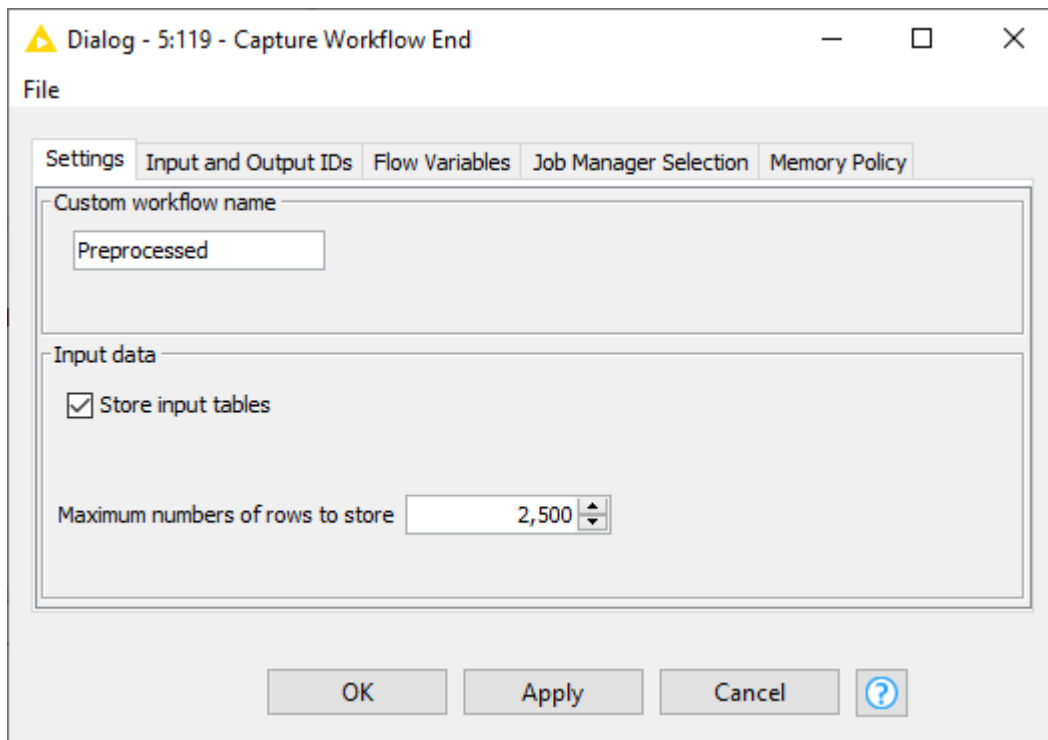 Dialog - 5:119 - Capture Workflow End
File
Settings Input and Output IDs Flow Variables Job Manager Selection Memory Policy
Custom workflow name
Preprocessed
Input data
Store input tables
Maximum numbers of rows to store 2,500
OK Apply Cancel ?